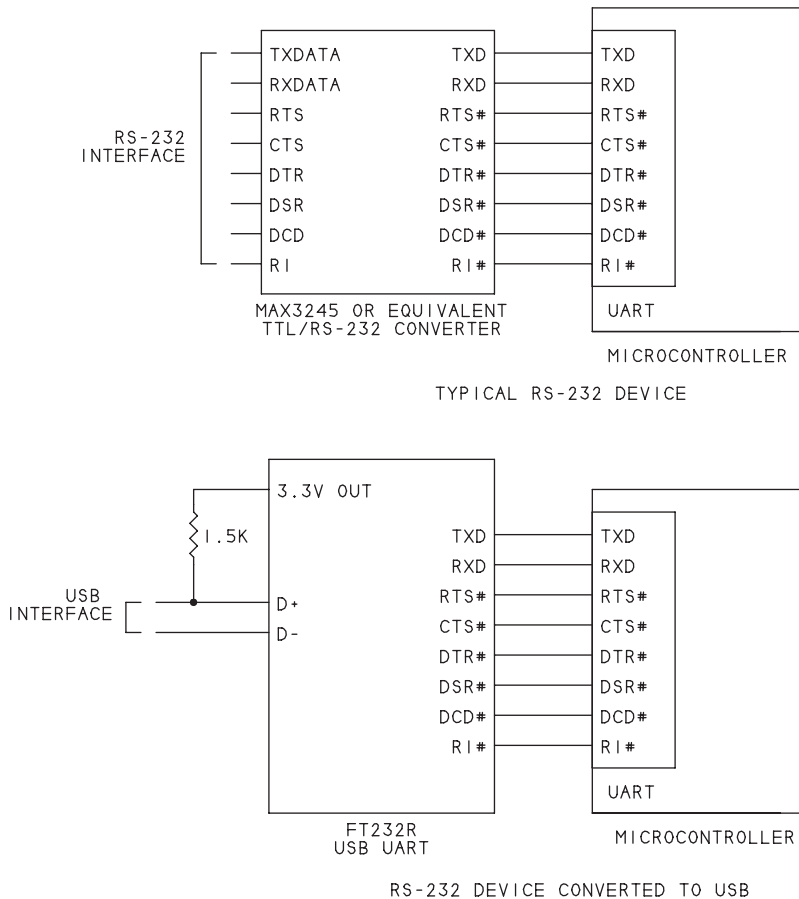 TXDATA TXD TXD
RXDATA RXD RXD
RTS RTS# RTS#
RS-232
INTERFACE
CTS CTS# CTS#
DTR DTR# DTR#
DSR DSR# DSR#
DCD DCD# DCD#
RI RI# RI#
MAX3245 OR EQUIVALENT
TTL/RS-232 CONVERTER
UART
MICROCONTROLLER
TYPICAL RS-232 DEVICE
3.3V OUT
1.5K
TXD TXD
RXD RXD
USB
INTERFACE
D+
D-
RTS# RTS#
CTS# CTS#
DTR# DTR#
DSR# DSR#
DCD# DCD#
RI# RI#
UART
FT232R
USB UART
MICROCONTROLLER
RS-232 DEVICE CONVERTED TO USB